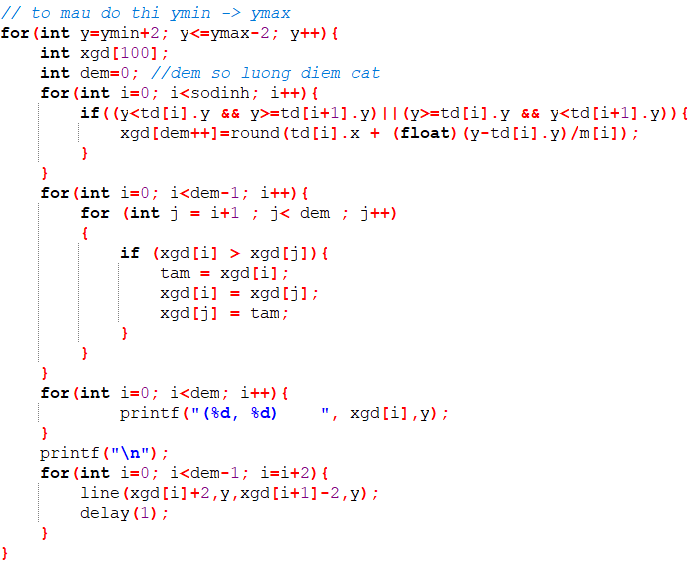 // to mau do thi ymin -> ymax
for(int y=ymin+2; y<=ymax-2; y++){
    int xgd[100];
    int dem=0; //dem so luong diem cat
    for(int i=0; i<sodinh; i++){
        if((y<td[i].y && y>=td[i+1].y)||(y>=td[i].y && y<td[i+1].y)){
            xgd[dem++]=round(td[i].x + (float)(y-td[i].y)/m[i]);
        }
    }
    for(int i=0; i<dem-1; i++){
        for (int j = i+1 ; j< dem ; j++)
        {
            if (xgd[i] > xgd[j]){
                tam = xgd[i];
                xgd[i] = xgd[j];
                xgd[j] = tam;
            }
        }
    }
    for(int i=0; i<dem; i++){
            printf("(%d, %d)    ", xgd[i],y);
    }
    printf("\n");
    for(int i=0; i<dem-1; i=i+2){
        line(xgd[i]+2,y,xgd[i+1]-2,y);
        delay(1);
    }
}